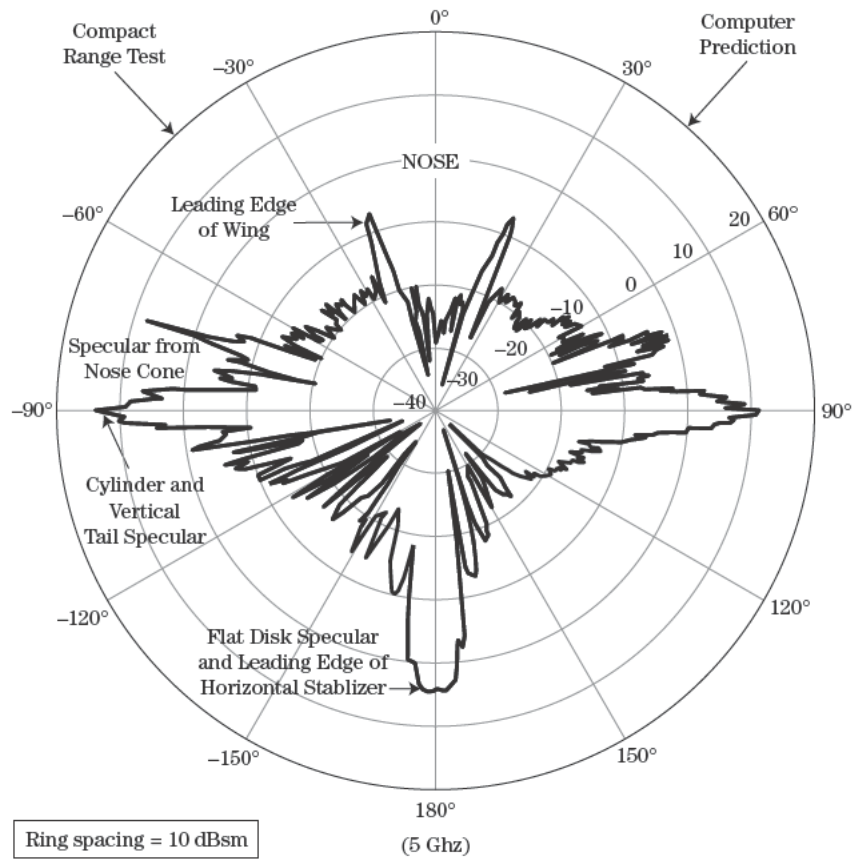 Compact
Range Test
0°
Computer
Prediction
–30°
30°
NOSE
–60°
Leading Edge
of Wing
20
60°
10
0
–10
–20
–30
–40
Specular from
Nose Cone
–90°
90°
Cylinder and
Vertical
Tail Specular
–120°
120°
Flat Disk Specular
and Leading Edge of
Horizontal Stablizer
–150°
150°
180°
(5 Ghz)
Ring spacing = 10 dBsm